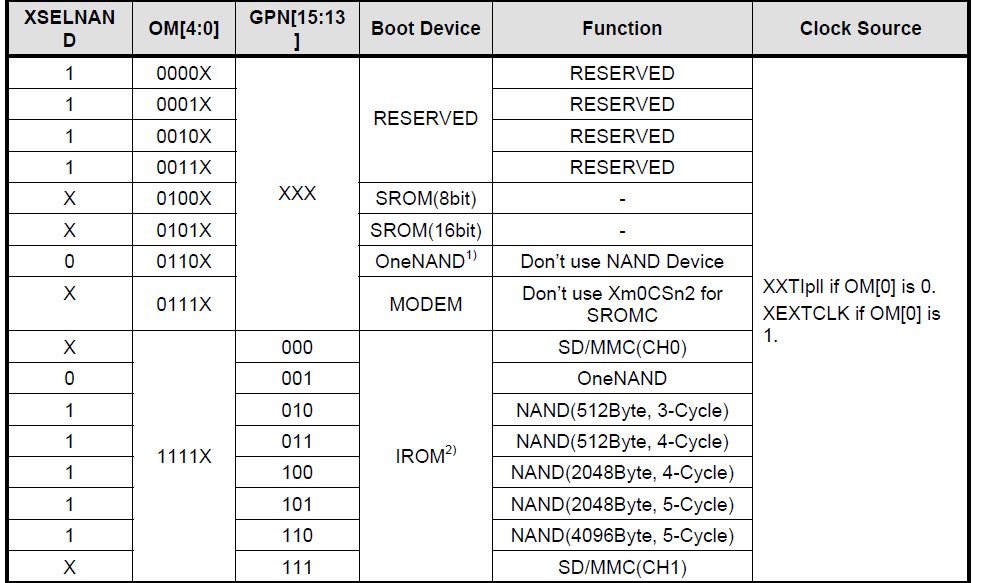 XSELNAN
D OM[4:0] GPN[15:13
] Boot Device Function Clock Source
1 0000X RESERVED
1 0001X RESERVED
RESERVED
1 0010X RESERVED
1 0011X RESERVED
XXX
X 0100X SROM(8bit) -
X 0101X SROM(16bit) -
0 0110X OneNAND1) Don't use NAND Device
X 0111X MODEM Don't use Xm0CSn2 for
SROMC
XXTIpll if OM[0] is 0.
XEXTCLK if OM[0] is
1.
X 000 SD/MMC(CH0)
0 001 OneNAND
1 010 NAND(512Byte, 3-Cycle)
1 011 NAND(512Byte, 4-Cycle)
1111X IROM2)
1 100 NAND(2048Byte, 4-Cycle)
1 101 NAND(2048Byte, 5-Cycle)
1 110 NAND(4096Byte, 5-Cycle)
X 111 SD/MMC(CH1)